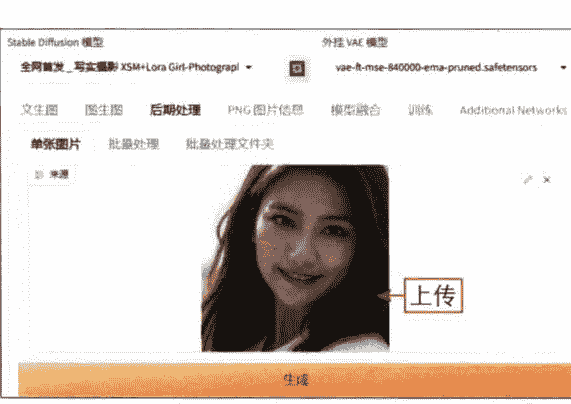 Stable Diffusion 模型
外挂 VAE 模型
全网首发_写实摄影 XSM+Lora Girl-Photograpl
vae-ft-mse-840000-ema-pruned.safetensors
文生图 图生图 后期处理 PNG 图片信息 模型融合 训练 Additional Networks
单张图片 批量处理 批量处理文件夹
来源
上传
生成